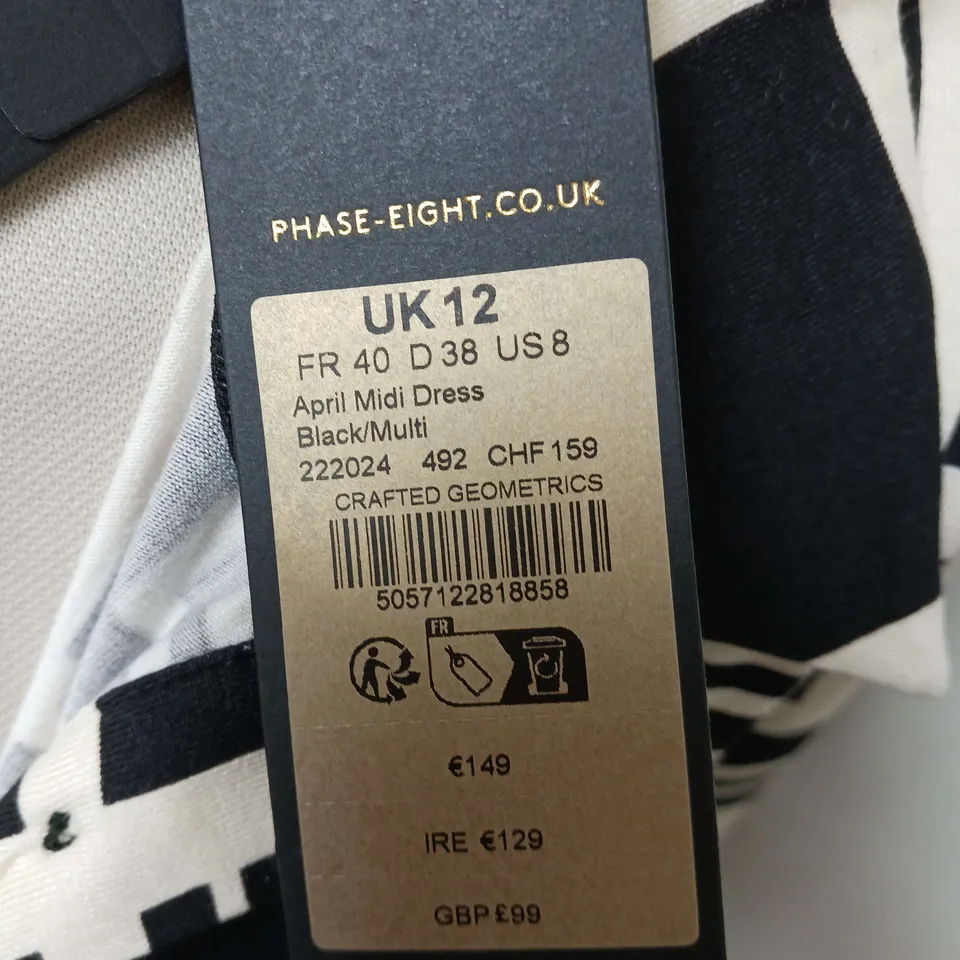 PHASE-EIGHT.CO.UK
UK 12
FR 40 D 38 US 8
April Midi Dress
Black/Multi
222024 492 CHF 159
CRAFTED GEOMETRICS
5057122818858
FR
€149
IRE €129
GBP £99